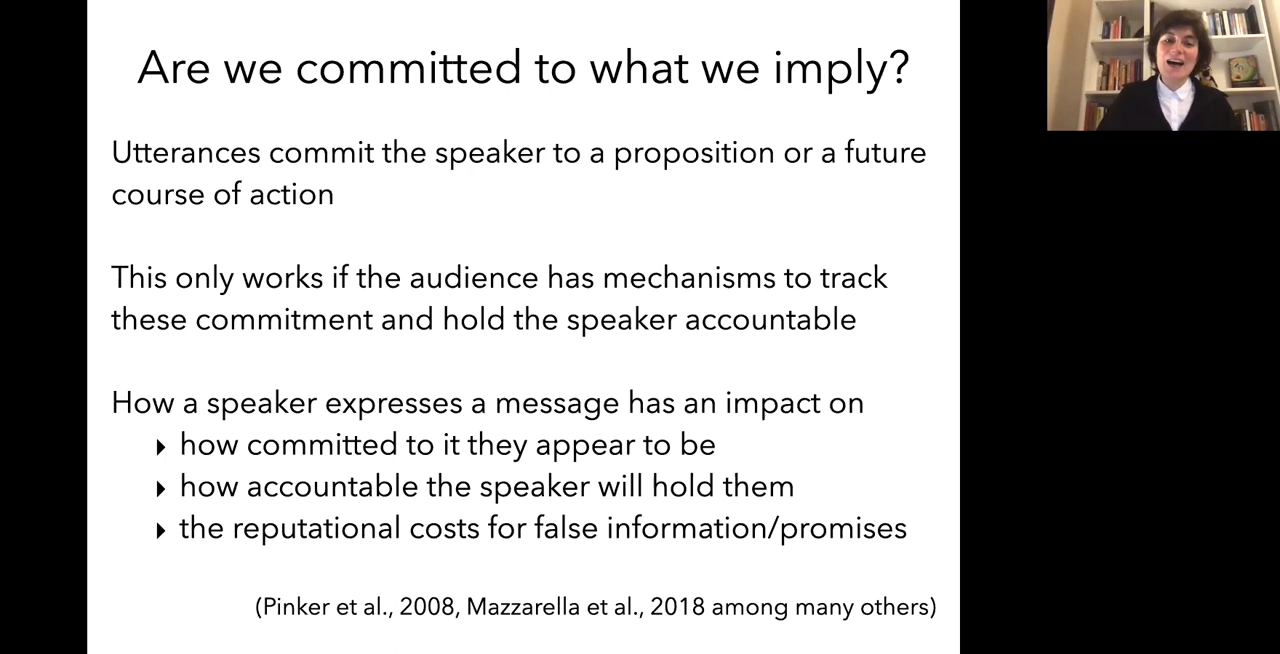 Are we committed to what we imply?
Utterances commit the speaker to a proposition or a future
course of action
This only works if the audience has mechanisms to track
these commitment and hold the speaker accountable
How a speaker expresses a message has an impact on
‣ how committed to it they appear to be
‣ how accountable the speaker will hold them
‣ the reputational costs for false information/promises
(Pinker et al., 2008, Mazzarella et al., 2018 among many others)